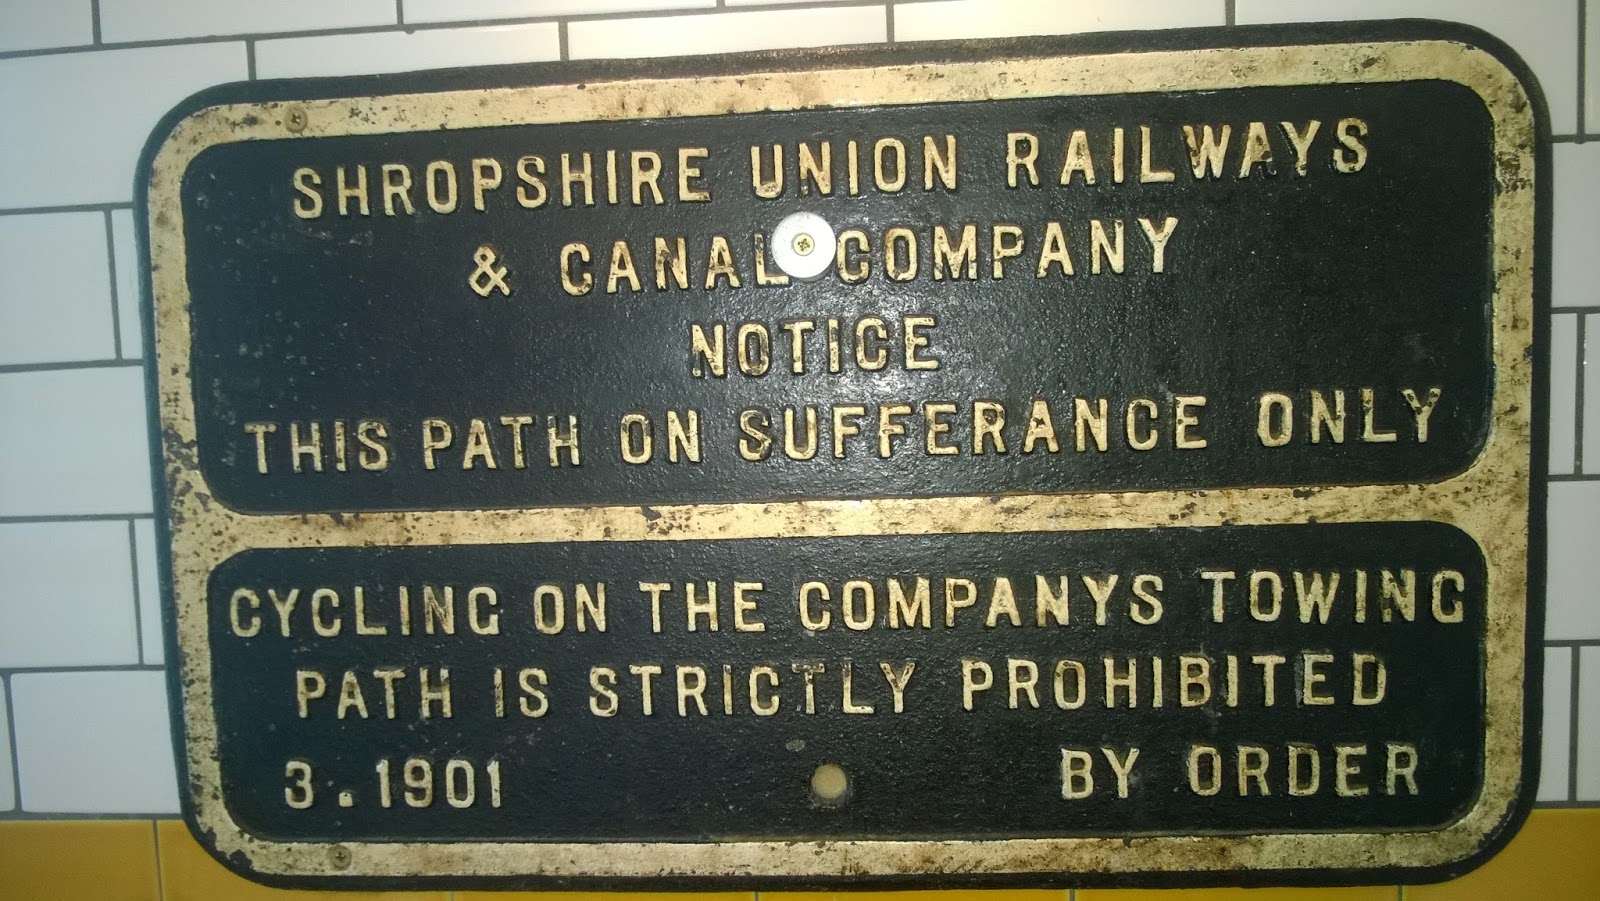 SHROPSHIRE UNION RAILWAYS
& CANAL COMPANY
NOTICE
THIS PATH ON SUFFERANCE ONLY
CYCLING ON THE COMPANYS TOWING
PATH IS STRICTLY PROHIBITED
3.1901 BY ORDER